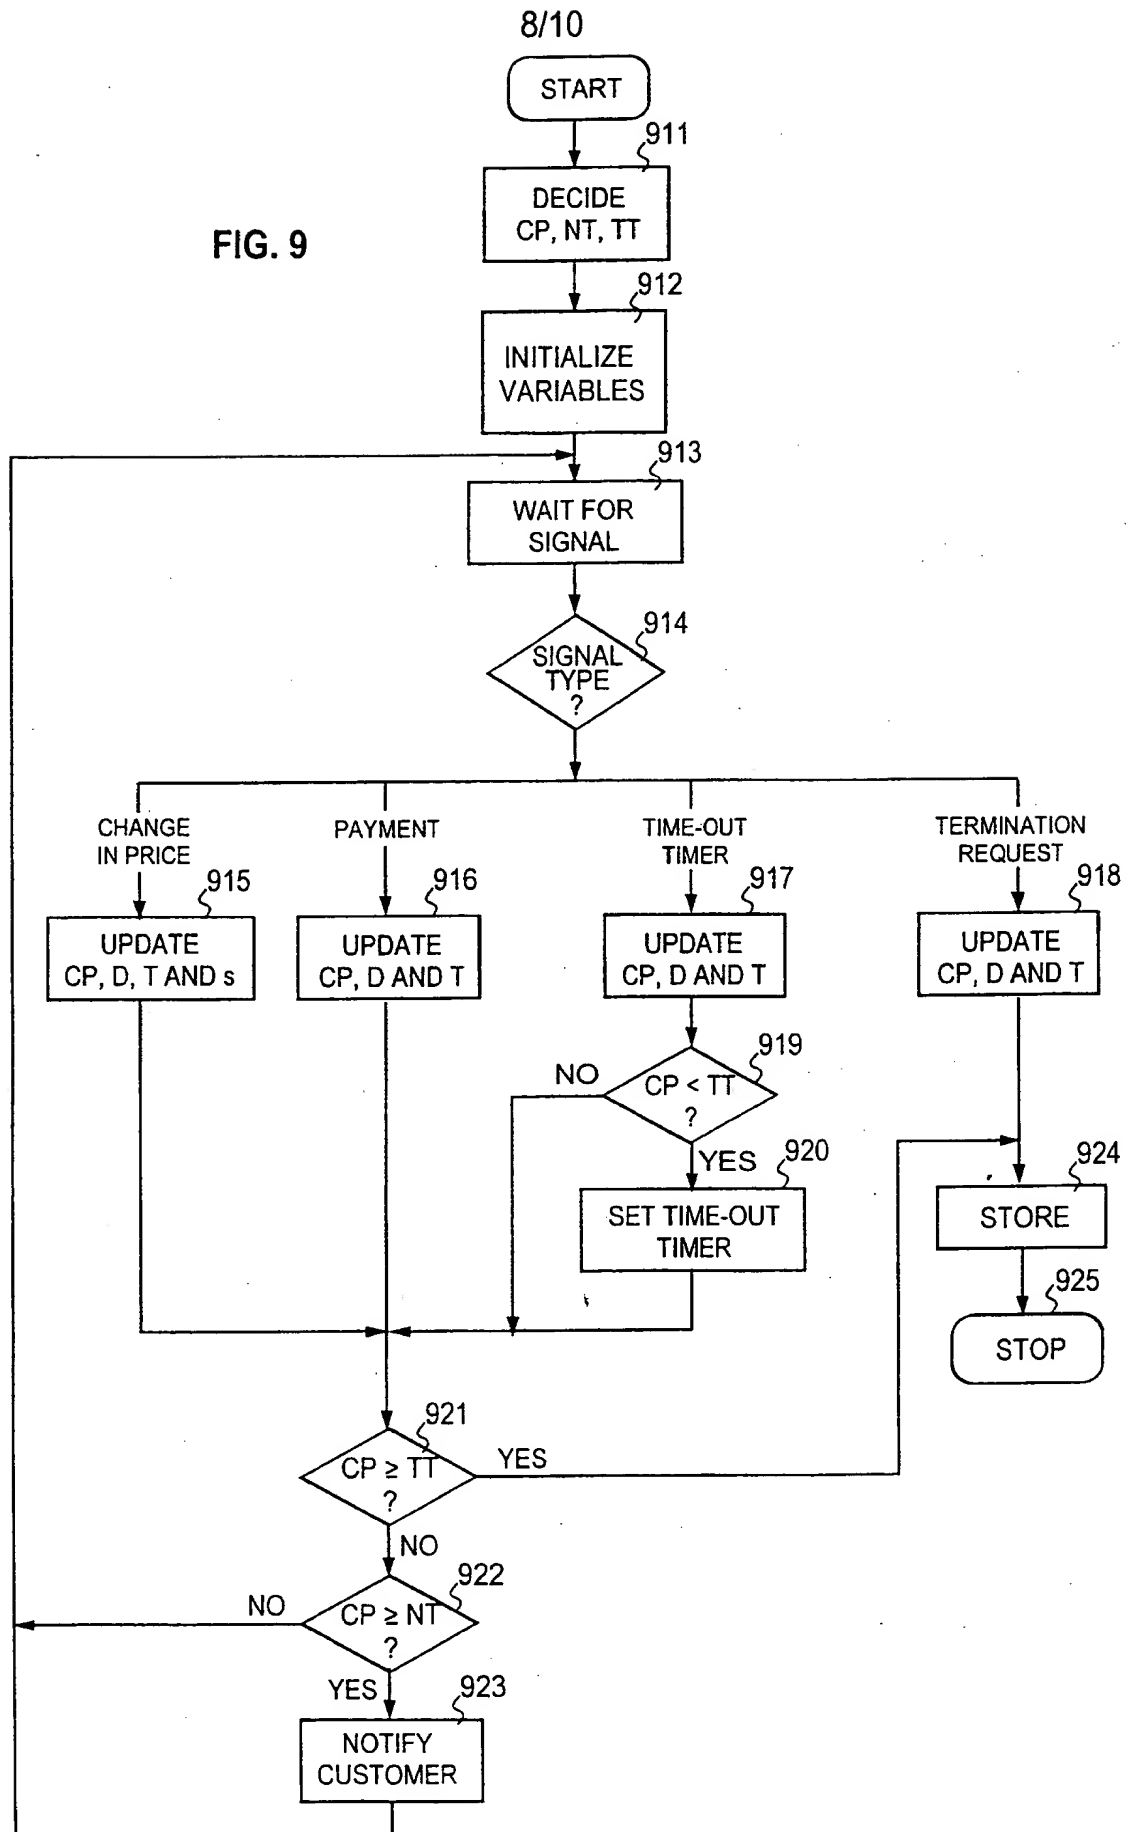 8/10
START
911
DECIDE
CP, NT, TT
FIG. 9
912
INITIALIZE
VARIABLES
913
WAIT FOR
SIGNAL
914
SIGNAL
TYPE
?
CHANGE
IN PRICE
PAYMENT
TIME-OUT
TIMER
TERMINATION
REQUEST
915
UPDATE
CP, D, T AND s
916
UPDATE
CP, D AND T
917
UPDATE
CP, D AND T
918
UPDATE
CP, D AND T
919
CP < TT
?
NO
YES
920
SET TIME-OUT
TIMER
924
STORE
925
STOP
921
CP ≥ TT
?
YES
NO
922
CP ≥ NT
?
NO
YES
923
NOTIFY
CUSTOMER